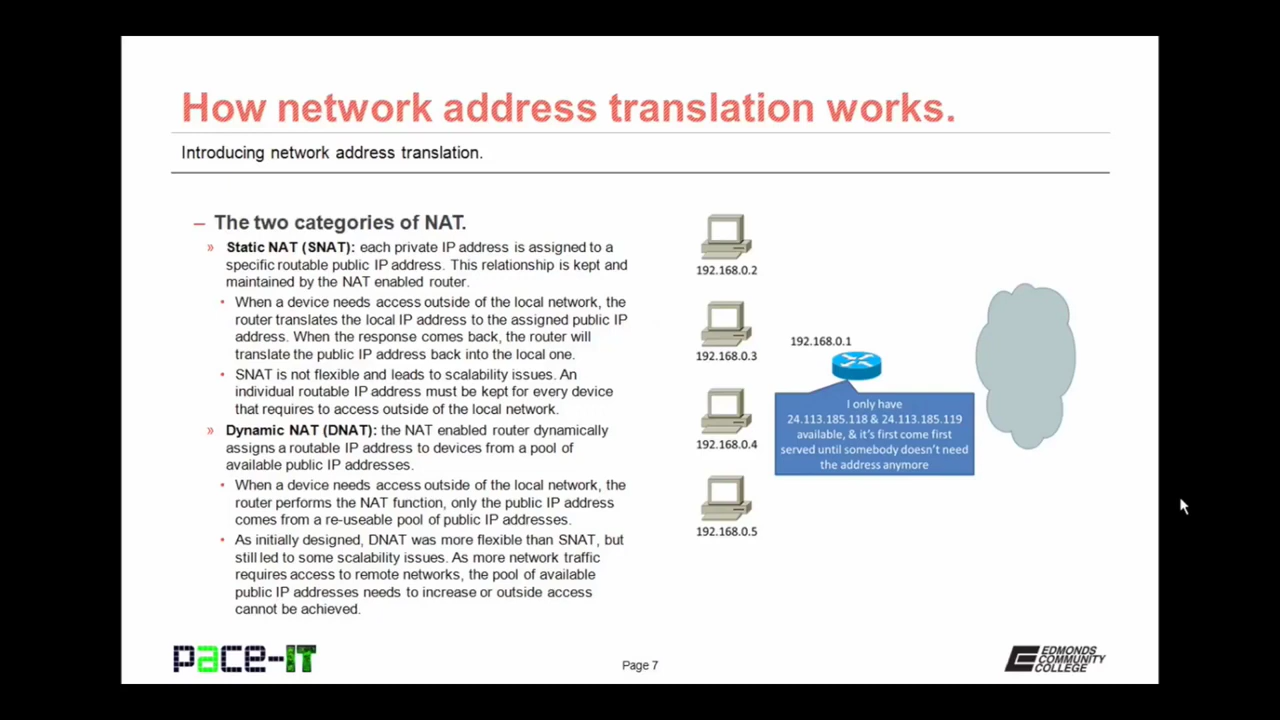 How network address translation works.
Introducing network address translation.
– The two categories of NAT.
» Static NAT (SNAT): each private IP address is assigned to a
specific routable public IP address. This relationship is kept and
maintained by the NAT enabled router.
• When a device needs access outside of the local network, the
router translates the local IP address to the assigned public IP
address. When the response comes back, the router will
translate the public IP address back into the local one.
• SNAT is not flexible and leads to scalability issues. An
individual routable IP address must be kept for every device
that requires to access outside of the local network.
» Dynamic NAT (DNAT): the NAT enabled router dynamically
assigns a routable IP address to devices from a pool of
available public IP addresses.
• When a device needs access outside of the local network, the
router performs the NAT function, only the public IP address
comes from a re-useable pool of public IP addresses.
• As initially designed, DNAT was more flexible than SNAT, but
still led to some scalability issues. As more network traffic
requires access to remote networks, the pool of available
public IP addresses needs to increase or outside access
cannot be achieved.
192.168.0.2
192.168.0.3
192.168.0.4
192.168.0.5
192.168.0.1
I only have
24.113.185.118 & 24.113.185.119
available, & it's first come first
served until somebody doesn't need
the address anymore
pace-IT
Page 7
EDMONDS
COMMUNITY
COLLEGE